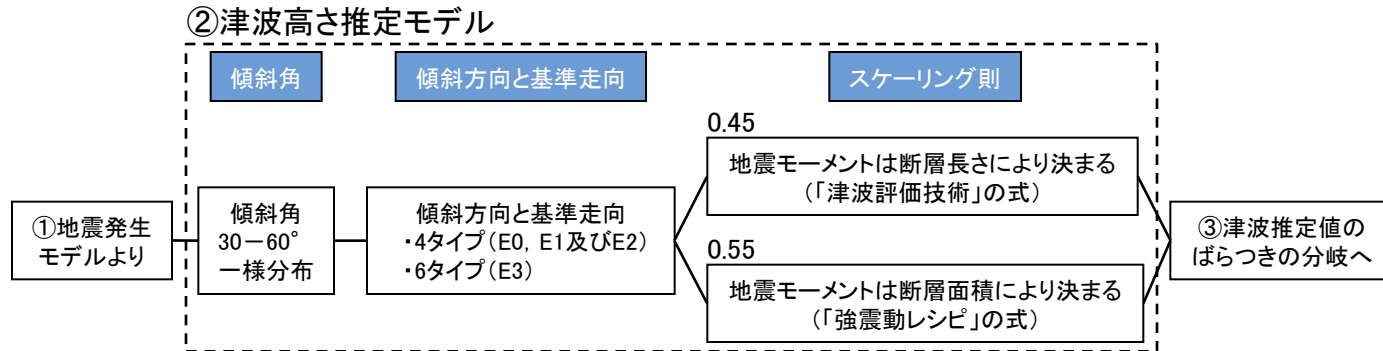 ②津波高さ推定モデル
傾斜角
傾斜方向と基準走向
スケーリング則
①地震発生
モデルより
傾斜角
30－60°
一様分布
傾斜方向と基準走向
・4タイプ（E0, E1及びE2）
・6タイプ（E3）
0.45
地震モーメントは断層長さにより決まる
（「津波評価技術」の式）
0.55
地震モーメントは断層面積により決まる
（「強震動レシピ」の式）
③津波推定値の
ばらつきの分岐へ